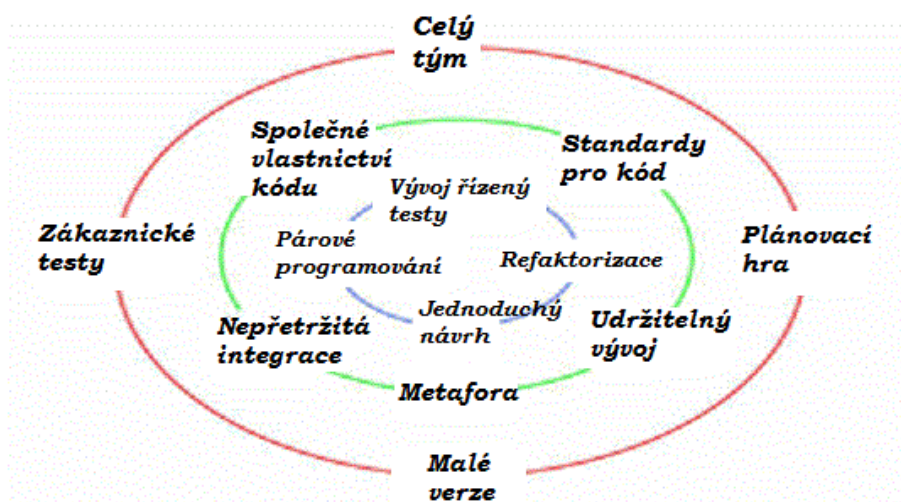 Celý
tým
Společné
vlastnictví
kódu
Standardy
pro kód
Vývoj řízený
testy
Zákaznické
testy
Párové
programování
Refaktorizace
Plánovací
hra
Nepřetržitá
integrace
Jednoduchý
návrh
Udržitelný
vývoj
Metafora
Malé
verze